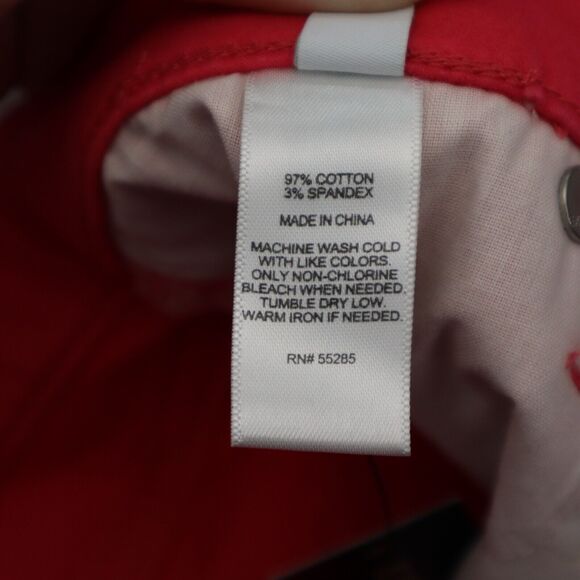 97% COTTON
3% SPANDEX
MADE IN CHINA
MACHINE WASH COLD
WITH LIKE COLORS.
ONLY NON-CHLORINE
BLEACH WHEN NEEDED.
TUMBLE DRY LOW.
WARM IRON IF NEEDED.
RN# 55285